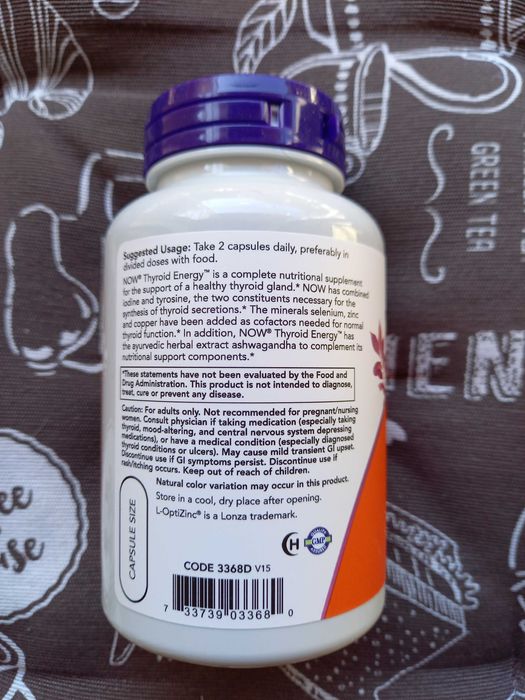 Suggested Usage: Take 2 capsules daily, preferably in
divided doses with food.
NOW® Thyroid Energy™ is a complete nutritional supplement
for the support of a healthy thyroid gland.* NOW has combined
iodine and tyrosine, the two constituents necessary for the
synthesis of thyroid secretions.* The minerals selenium, zinc
and copper have been added as cofactors needed for normal
thyroid function.* In addition, NOW® Thyroid Energy™ has
the ayurvedic herbal extract ashwagandha to complement its
nutritional support components.*
*These statements have not been evaluated by the Food and
Drug Administration. This product is not intended to diagnose,
treat, cure or prevent any disease.
Caution: For adults only. Not recommended for pregnant/nursing
women. Consult physician if taking medication (especially taking
thyroid, mood-altering, and central nervous system depressing
medications), or have a medical condition (especially diagnosed
thyroid conditions or ulcers). May cause mild transient GI upset.
Discontinue use if GI symptoms persist. Discontinue use if
rash/itching occurs. Keep out of reach of children.
Natural color variation may occur in this product.
Store in a cool, dry place after opening.
L-OptiZinc® is a Lonza trademark.
CAPSULE SIZE
H
GMP
CODE 3368D V15
7 33739 03368 0
GREEN TEA
EN
ee
use